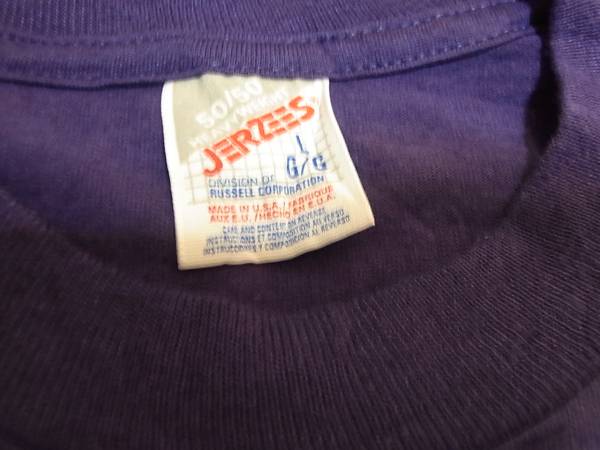 50/50
HEAVYWEIGHT
JERZEES
L
G/G
DIVISION OF
RUSSELL CORPORATION
MADE IN U.S.A./FABRIQUE
AUX E.U./HECHO EN E.U.A.
CARE AND CONTENT ON REVERSE
INSTRUCTIONS ET COMPOSITION AU VERSO
INSTRUCCIONES Y COMPOSICION AL REVERSO